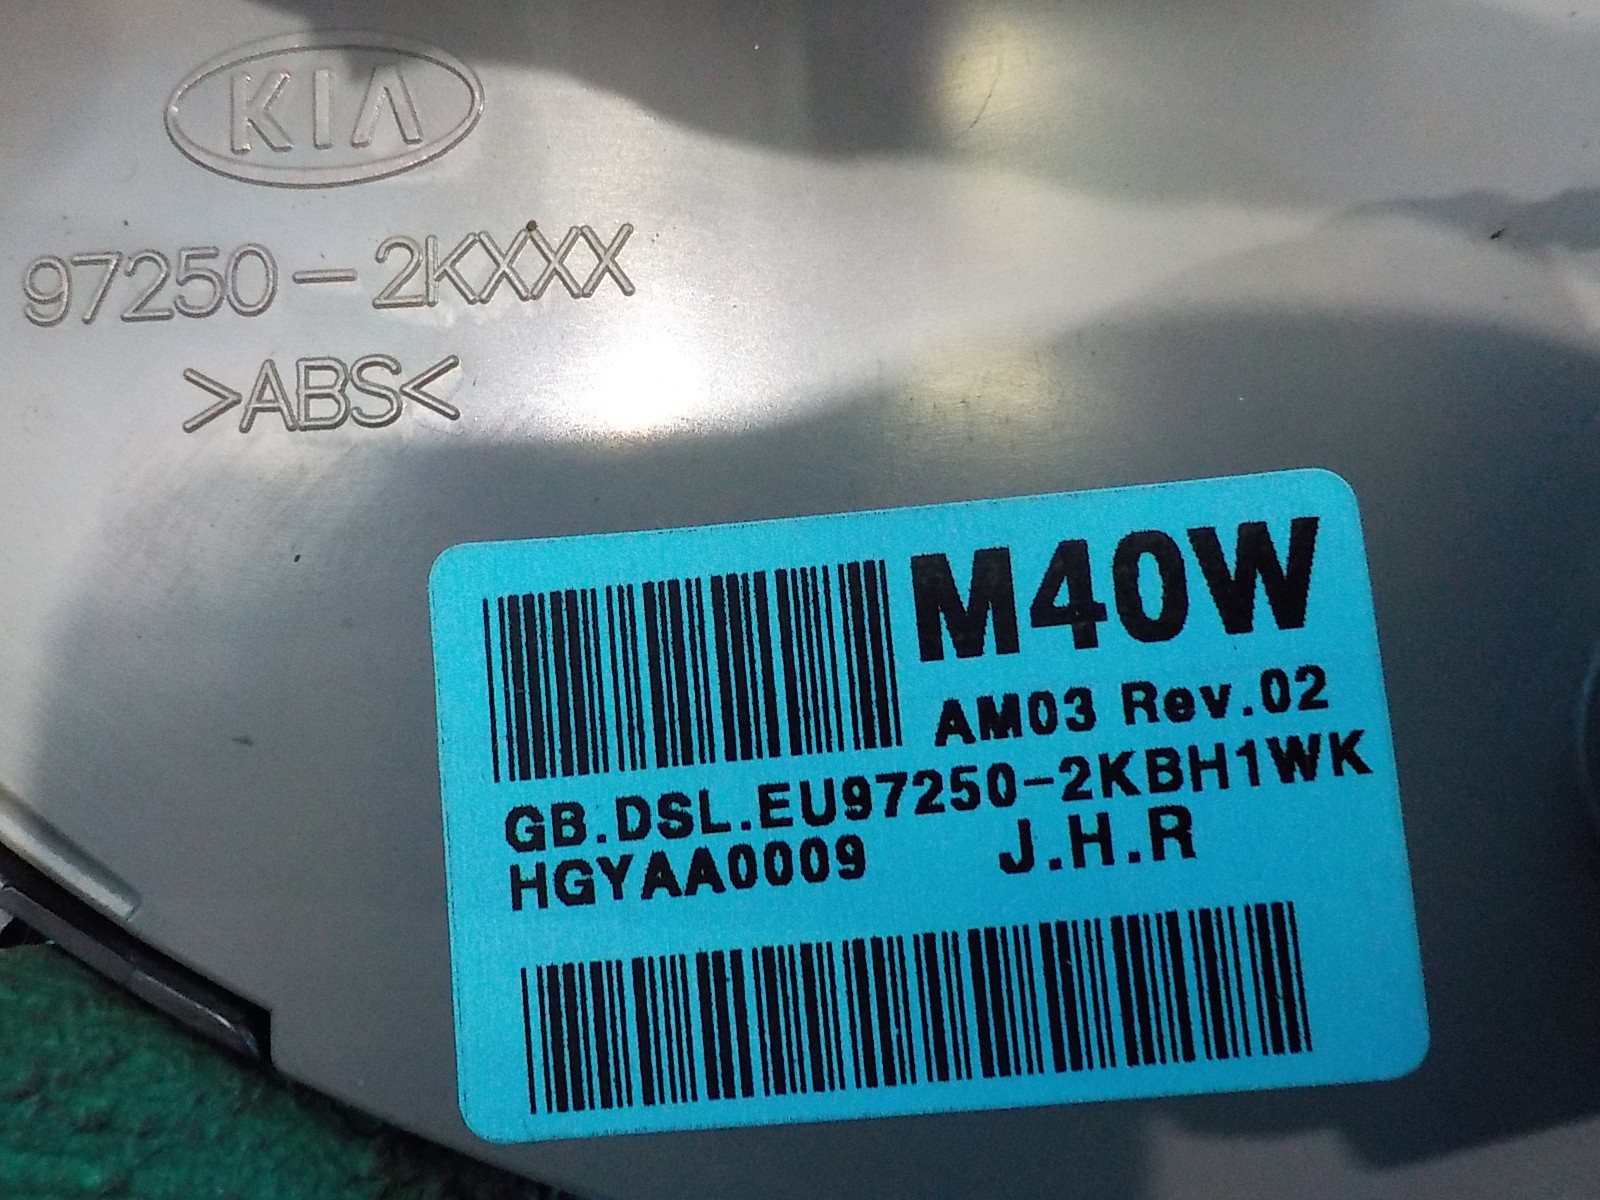 KIA
97250-2KXXX
>ABS<
M40W
AM03 Rev.02
GB.DSL.EU97250-2KBH1WK
HGYAA0009 J.H.R